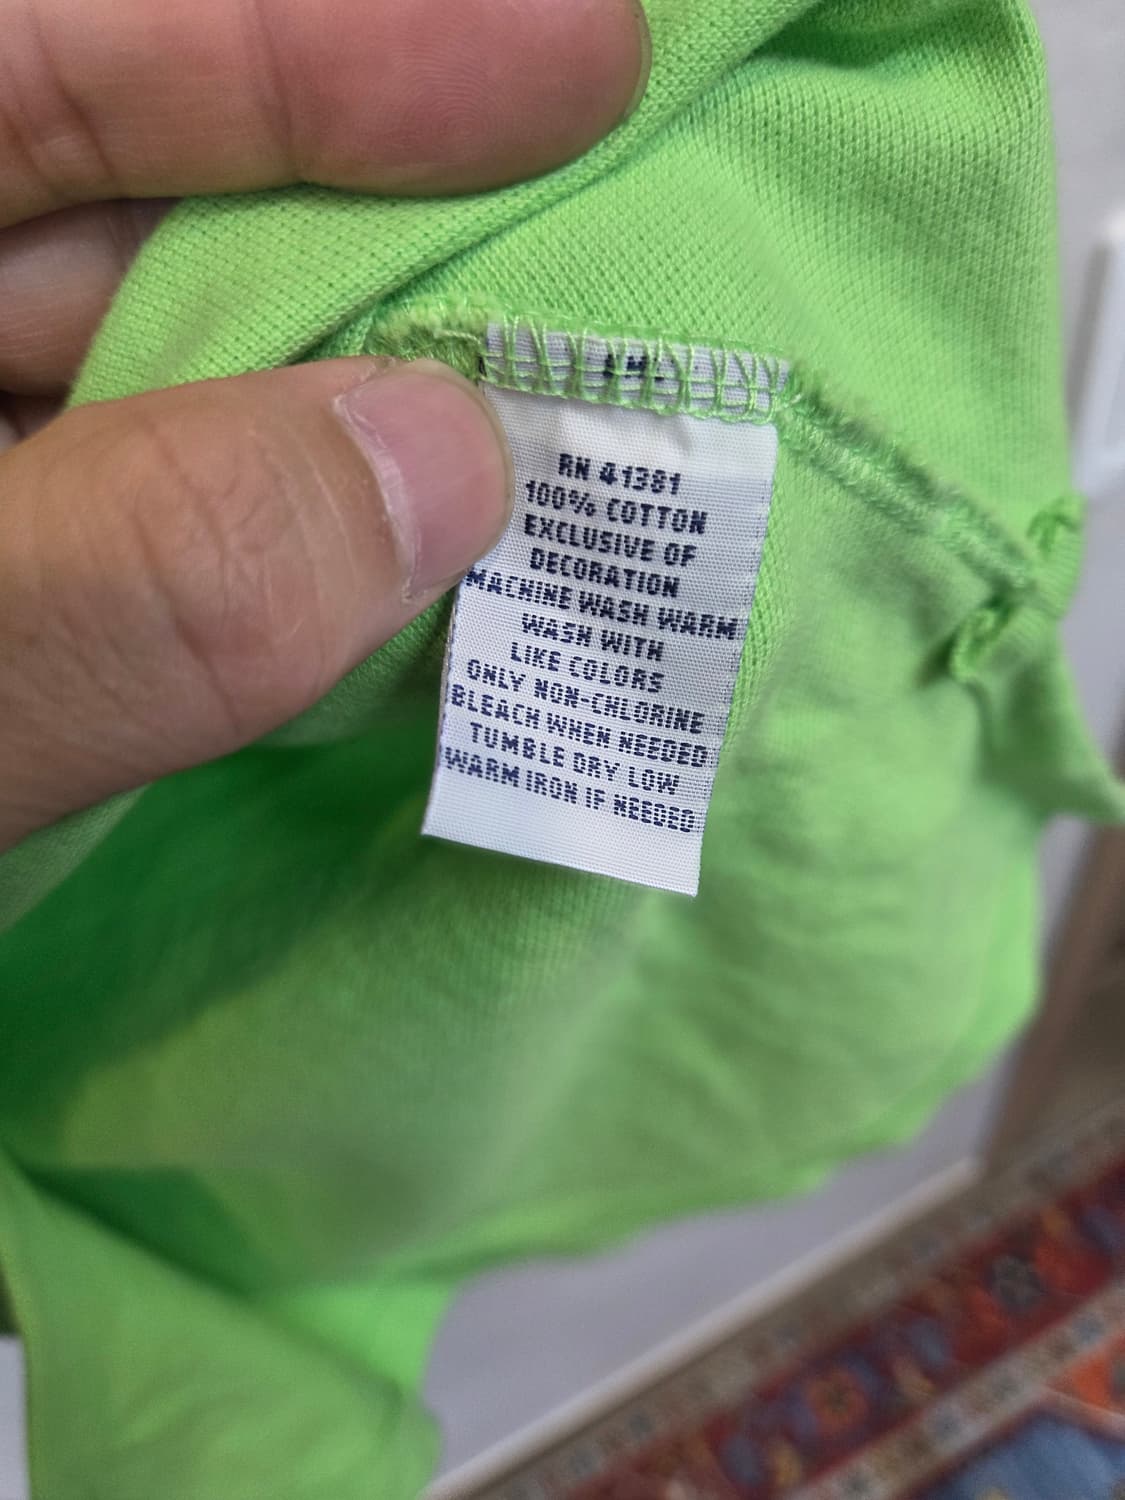 RN 41381
100% COTTON
EXCLUSIVE OF
DECORATION
MACHINE WASH WARM
WASH WITH
LIKE COLORS
ONLY NON-CHLORINE
BLEACH WHEN NEEDED
TUMBLE DRY LOW
WARM IRON IF NEEDED